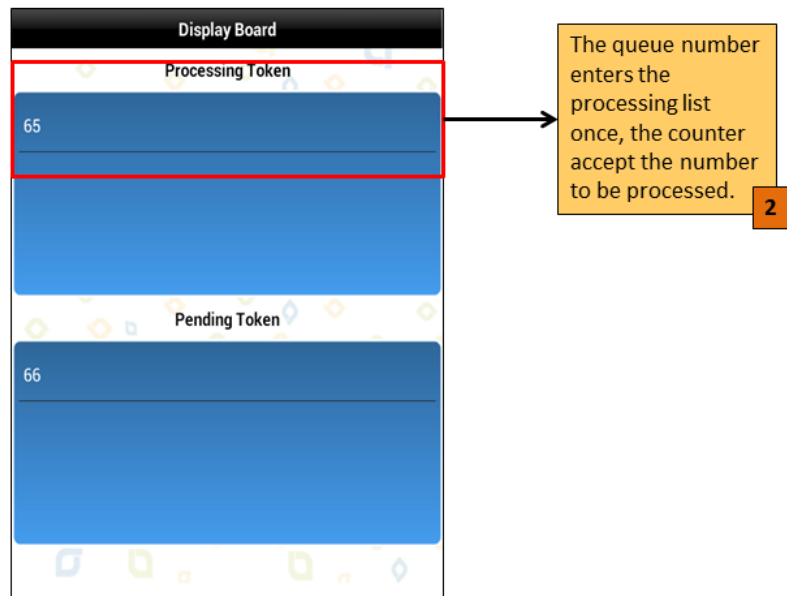 Display Board
Processing Token
65
Pending Token
66
The queue number
enters the
processing list
once, the counter
accept the number
to be processed.
2